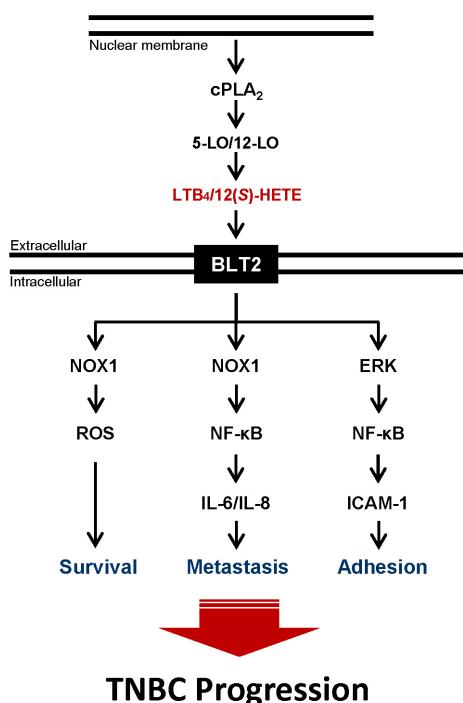 Nuclear membrane
cPLA₂
5-LO/12-LO
LTB₄/12(S)-HETE
Extracellular
BLT2
Intracellular
NOX1 NOX1 ERK
ROS NF-κB NF-κB
IL-6/IL-8 ICAM-1
Survival Metastasis Adhesion
TNBC Progression